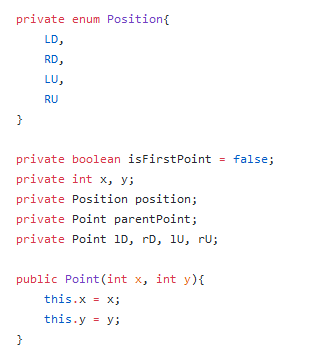 private enum Position{
    LD,
    RD,
    LU,
    RU
}

private boolean isFirstPoint = false;
private int x, y;
private Position position;
private Point parentPoint;
private Point lD, rD, lU, rU;

public Point(int x, int y){
    this.x = x;
    this.y = y;
}